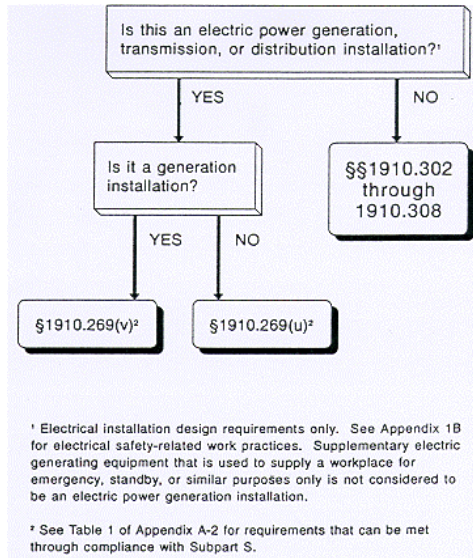 Is this an electric power generation,
transmission, or distribution installation?¹
YES
NO
Is it a generation
installation?
§§1910.302
through
1910.308
YES
NO
§1910.269(v)²
§1910.269(u)²
¹ Electrical installation design requirements only. See Appendix 1B
for electrical safety-related work practices. Supplementary electric
generating equipment that is used to supply a workplace for
emergency, standby, or similar purposes only is not considered to
be an electric power generation installation.
² See Table 1 of Appendix A-2 for requirements that can be met
through compliance with Subpart S.